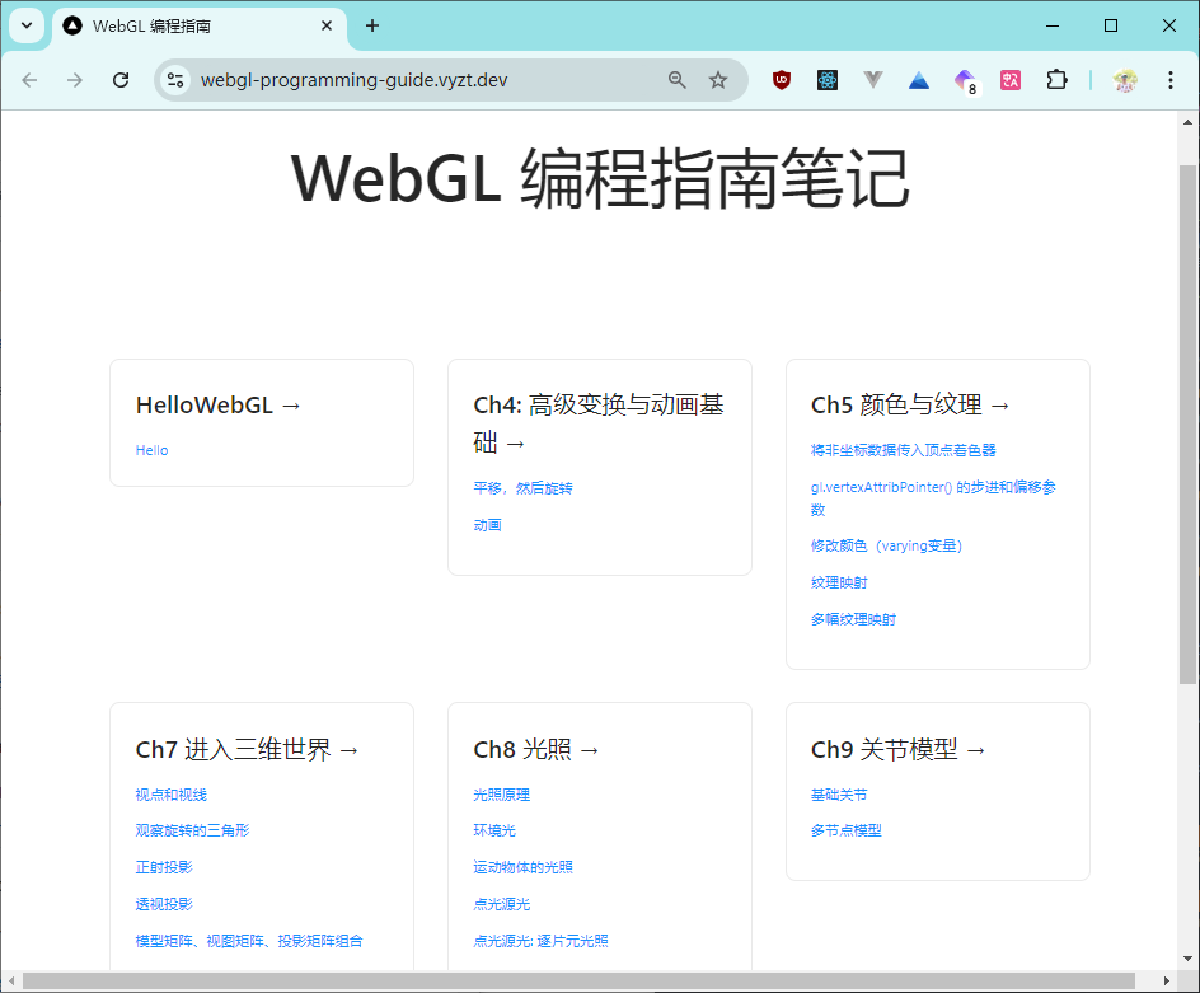 WebGL 编程指南
webgl-programming-guide.vyzt.dev
8
中A
WebGL 编程指南笔记
HelloWebGL →
Hello
Ch4: 高级变换与动画基
础 →
平移，然后旋转
动画
Ch5 颜色与纹理 →
将非坐标数据传入顶点着色器
gl.vertexAttribPointer() 的步进和偏移参
数
修改颜色（varying变量）
纹理映射
多幅纹理映射
Ch7 进入三维世界 →
视点和视线
观察旋转的三角形
正射投影
透视投影
模型矩阵、视图矩阵、投影矩阵组合
Ch8 光照 →
光照原理
环境光
运动物体的光照
点光源光
点光源光: 逐片元光照
Ch9 关节模型 →
基础关节
多节点模型